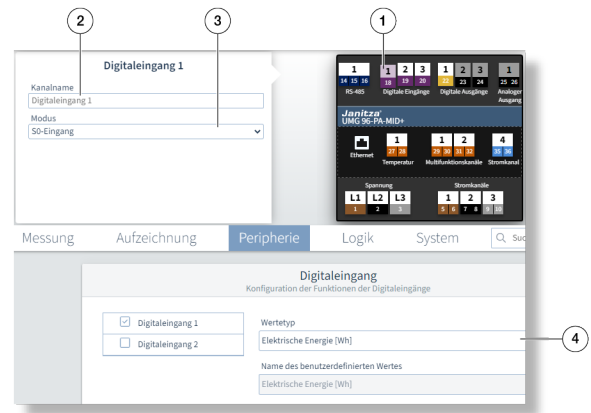 2
3
1
Digitaleingang 1
Kanalname
Digitaleingang 1
Modus
S0-Eingang
1
1 2 3
1 2 3
1
14 15 16
18 19 20
22 23 24
25 26
RS-485
Digitale Eingänge
Digitale Ausgänge
Analoger
Ausgang
Janitza®
UMG 96-PA-MID+
Ethernet
1
1 2
4
27 28
29 30 31 32
35 36
Temperatur
Multifunktionskanäle
Stromkanal
Spannung
Stromkanäle
L1 L2 L3
1 2 3
1 2 3
5 6 7 8 9 10
Messung Aufzeichnung Peripherie Logik System Suc
Digitaleingang
Konfiguration der Funktionen der Digitaleingänge
Digitaleingang 1
Digitaleingang 2
Wertetyp
Elektrische Energie [Wh]
4
Name des benutzerdefinierten Wertes
Elektrische Energie [Wh]